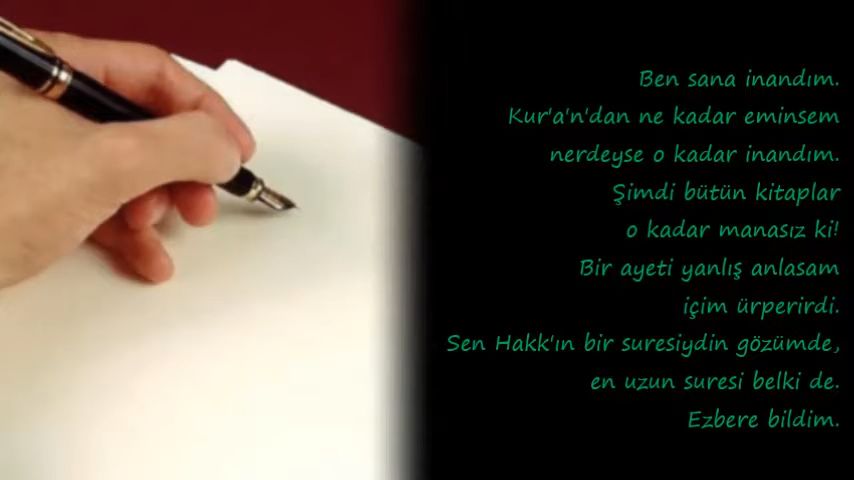 Ben sana inandım.
Kur'a'n'dan ne kadar eminsem
nerdeyse o kadar inandım.
Şimdi bütün kitaplar
o kadar manasız ki!
Bir ayeti yanlış anlasam
içim ürperirdi.
Sen Hakk'ın bir suresiydin gözümde,
en uzun suresi belki de.
Ezbere bildim.